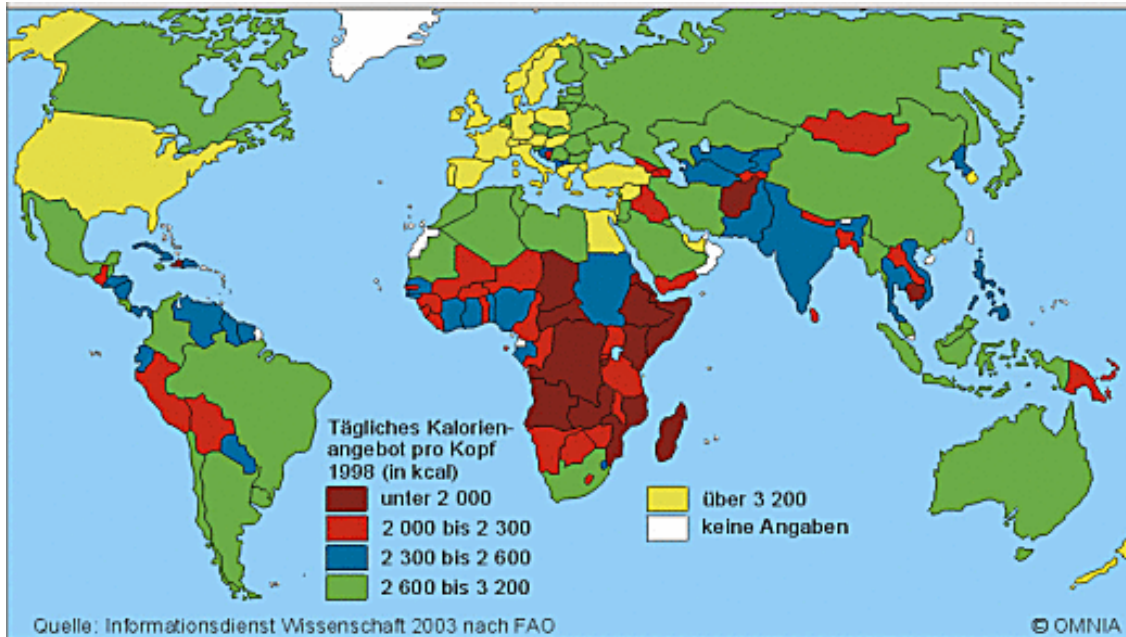 Tägliches Kalorien-
angebot pro Kopf
1998 (in kcal)
unter 2 000
2 000 bis 2 300
2 300 bis 2 600
2 600 bis 3 200
über 3 200
keine Angaben
Quelle: Informationsdienst Wissenschaft 2003 nach FAO
© OMNIA